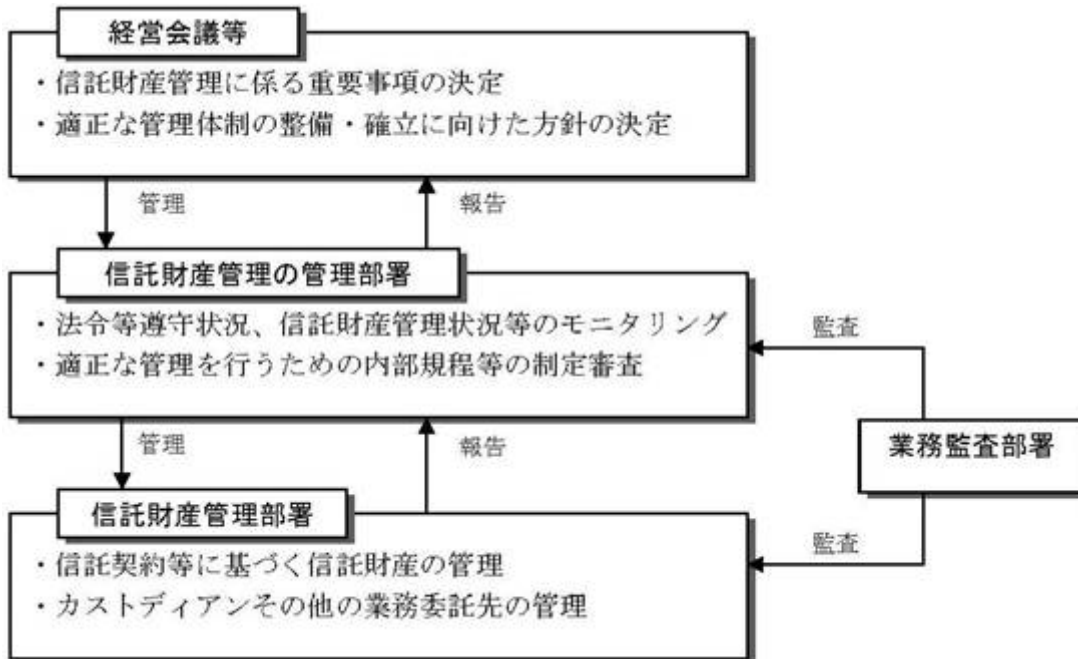 経営会議等
・信託財産管理に係る重要事項の決定
・適正な管理体制の整備・確立に向けた方針の決定
管理
報告
信託財産管理の管理部署
・法令等遵守状況、信託財産管理状況等のモニタリング
・適正な管理を行うための内部規程等の制定審査
監査
管理
報告
業務監査部署
信託財産管理部署
・信託契約等に基づく信託財産の管理
・カストディアンその他の業務委託先の管理
監査